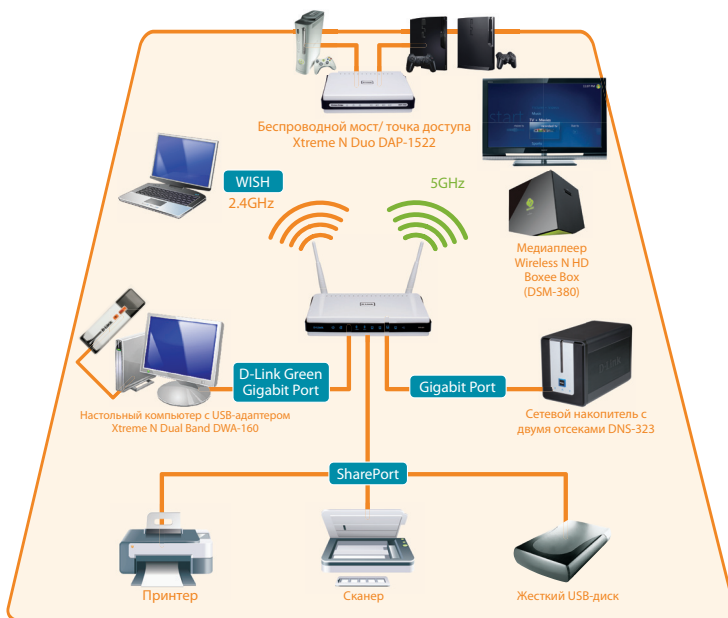 Беспроводной мост/ точка доступа
Xtreme N Duo DAP-1522
WISH
2.4GHz
5GHz
Медиаплеер
Wireless N HD
Boxee Box
(DSM-380)
D-Link Green
Gigabit Port
Gigabit Port
Настольный компьютер с USB-адаптером
Xtreme N Dual Band DWA-160
Сетевой накопитель с
двумя отсеками DNS-323
SharePort
Принтер
Сканер
Жесткий USB-диск